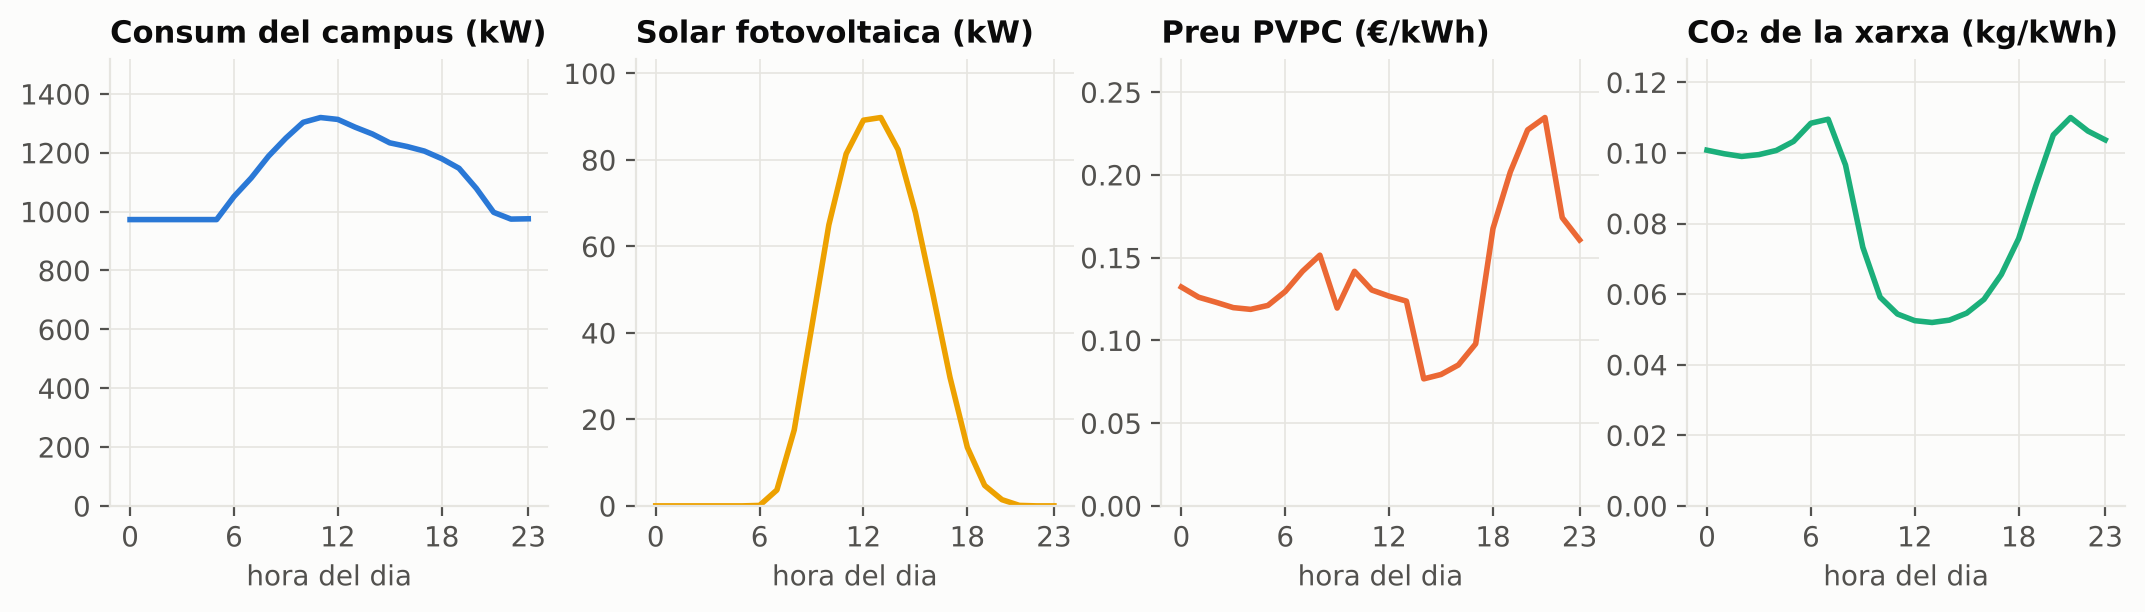 Consum del campus (kW)
1400
1200
1000
800
600
400
200
0
0 6 12 18 23
hora del dia
Solar fotovoltaica (kW)
100
80
60
40
20
0
0 6 12 18 23
hora del dia
Preu PVPC (€/kWh)
0.25
0.20
0.15
0.10
0.05
0.00
0 6 12 18 23
hora del dia
CO₂ de la xarxa (kg/kWh)
0.12
0.10
0.08
0.06
0.04
0.02
0.00
0 6 12 18 23
hora del dia